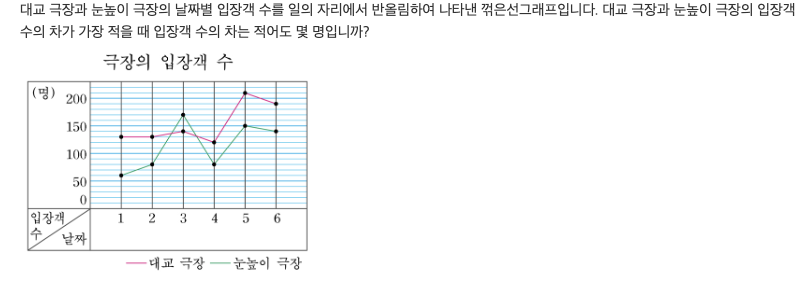 대교 극장과 눈높이 극장의 날짜별 입장객 수를 일의 자리에서 반올림하여 나타낸 꺾은선그래프입니다. 대교 극장과 눈높이 극장의 입장객
수의 차가 가장 적을 때 입장객 수의 차는 적어도 몇 명입니까?
극장의 입장객 수
(명)
200
150
100
50
0
입장객
수
날짜
1 2 3 4 5 6
대교 극장 눈높이 극장